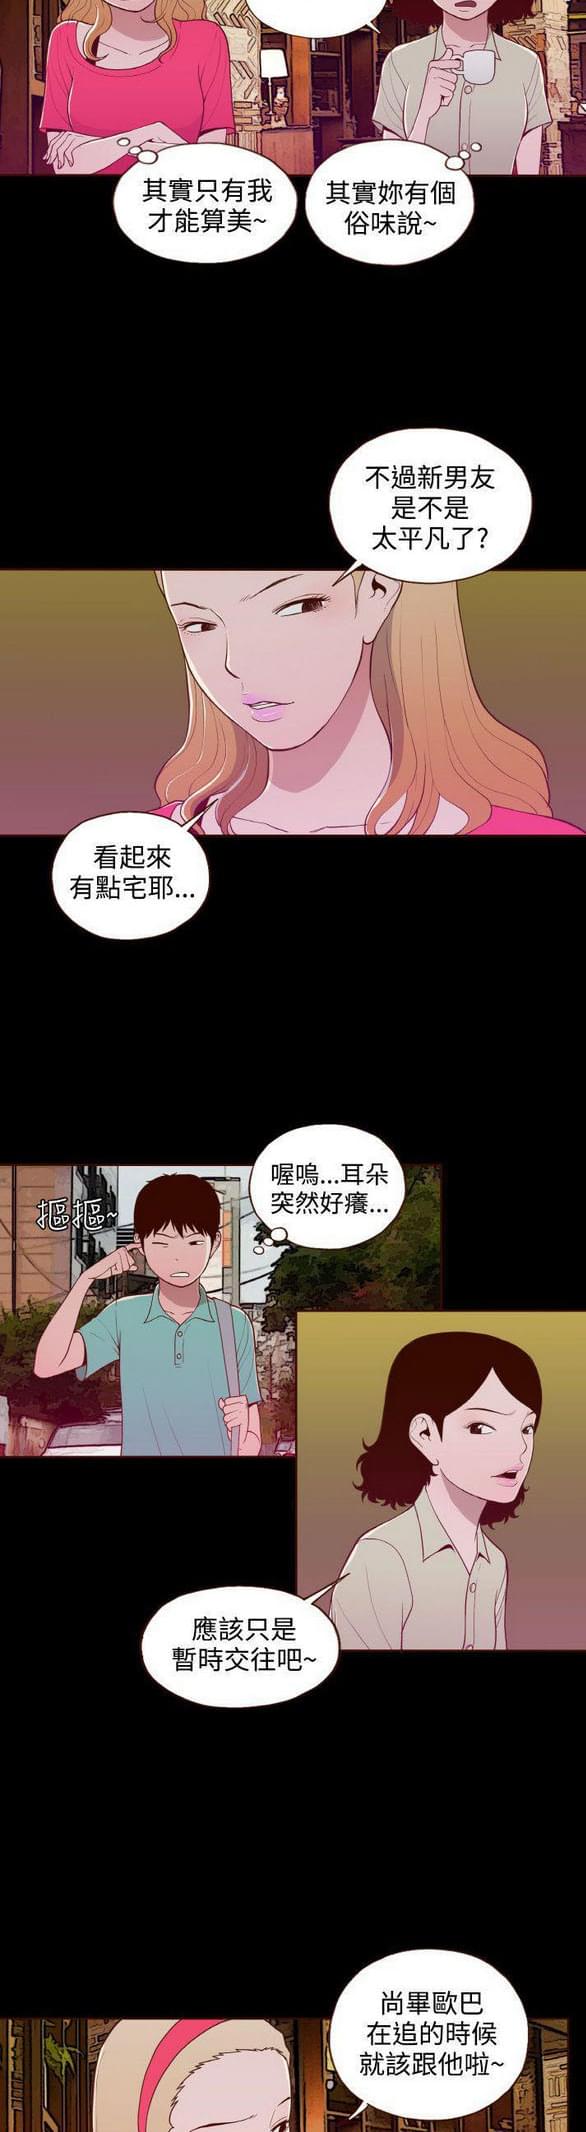 其實只有我
才能算美~
其實妳有個
俗味說~
不過新男友
是不是
太平凡了?
看起來
有點宅耶...
摳摳~
喔嗚...耳朵
突然好癢...
應該只是
暫時交往吧~
尚畢歐巴
在追的時候
就該跟他啦~